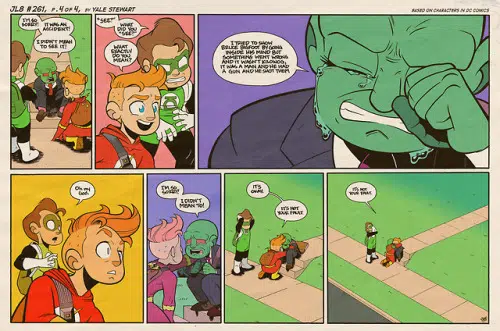 JL8 #261, P. 4 OF 4, BY YALE STEWART
BASED ON CHARACTERS IN DC COMICS
I'M SO
SORRY!
IT WAS AN
ACCIDENT!
I DIDN'T
MEAN TO
SEE IT!
"SEE?"
WHAT
DID YOU
"SEE?"
WHAT
EXACTLY
DO YOU
MEAN?
I TRIED TO SHOW
BRUCE BIGFOOT BY GOING
INSIDE HIS MIND BUT
SOMETHING WENT WRONG
AND IT WASN'T KILOWOG,
IT WAS A MAN AND HE HAD
A GUN AND HE SHOT THEM.
OH MY
GOD.
I'M SO
SORRY!
I DIDN'T
MEAN TO!
IT'S
OKAY.
IT'S NOT
YOUR FAULT.
IT'S NOT
YOUR FAULT.